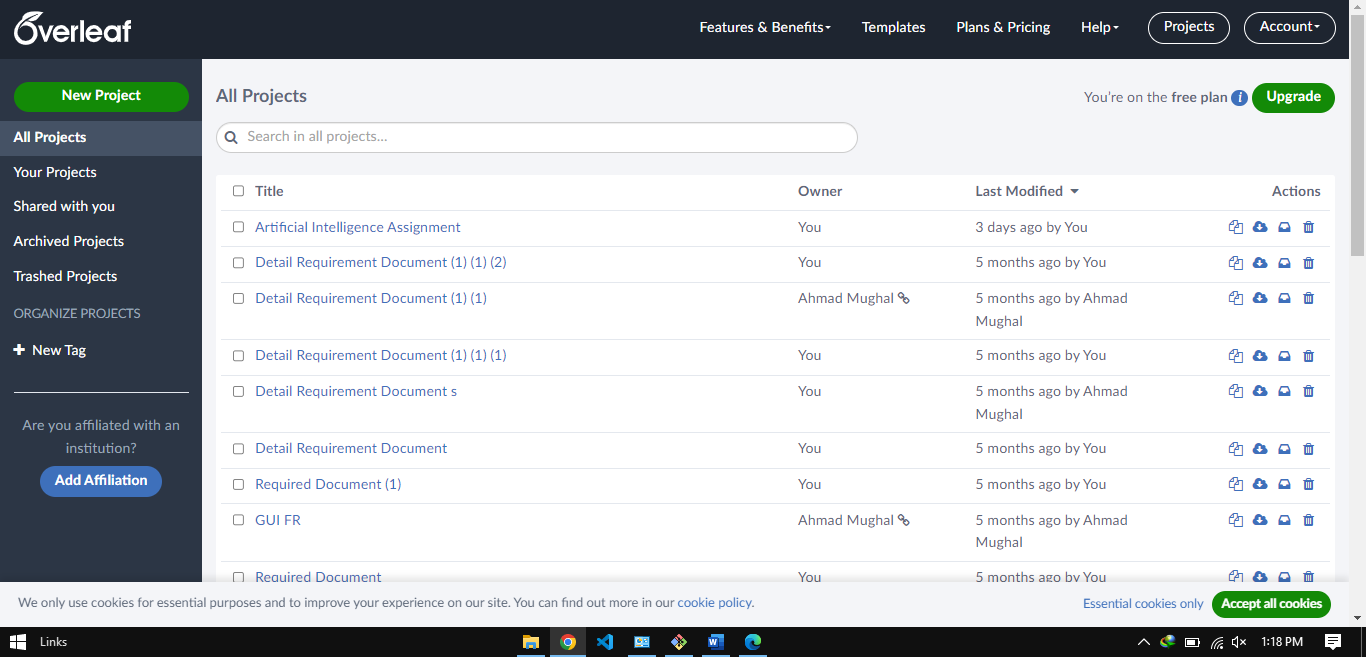 Overleaf
Features & Benefits
Templates
Plans & Pricing
Help
Projects
Account
New Project
All Projects
Your Projects
Shared with you
Archived Projects
Trashed Projects
ORGANIZE PROJECTS
New Tag
Are you affiliated with an
institution?
Add Affiliation
All Projects
You're on the free plan i
Upgrade
Search in all projects...
Title Owner Last Modified Actions
Artificial Intelligence Assignment You 3 days ago by You
Detail Requirement Document (1) (1) (2) You 5 months ago by You
Detail Requirement Document (1) (1) Ahmad Mughal 5 months ago by Ahmad
Mughal
Detail Requirement Document (1) (1) (1) You 5 months ago by You
Detail Requirement Document s You 5 months ago by Ahmad
Mughal
Detail Requirement Document You 5 months ago by You
Required Document (1) You 5 months ago by You
GUI FR Ahmad Mughal 5 months ago by Ahmad
Mughal
Required Document You 5 months ago by You
We only use cookies for essential purposes and to improve your experience on our site. You can find out more in our cookie policy.
Essential cookies only
Accept all cookies
Links
1:18 PM